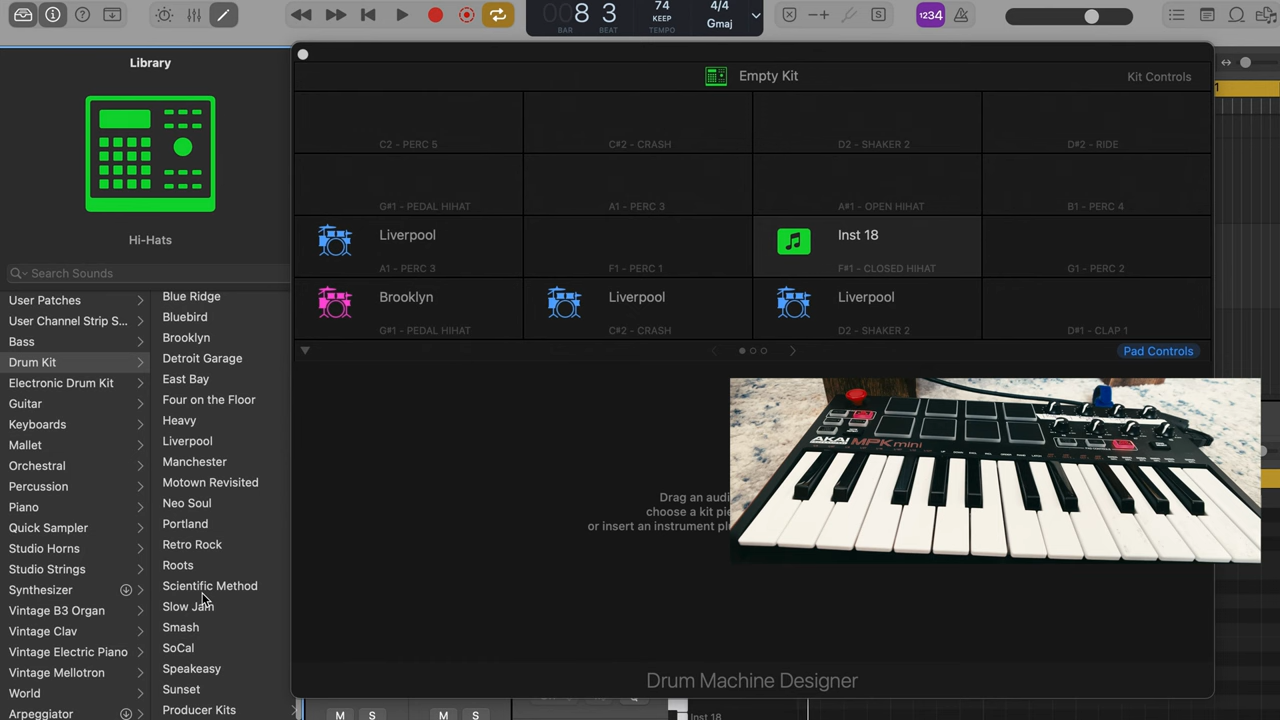 008 3
74
KEEP
4/4
Gmaj
BAR
BEAT
TEMPO
1234
Library
Hi-Hats
Search Sounds
User Patches
User Channel Strip S...
Bass
Drum Kit
Electronic Drum Kit
Guitar
Keyboards
Mallet
Orchestral
Percussion
Piano
Quick Sampler
Studio Horns
Studio Strings
Synthesizer
Vintage B3 Organ
Vintage Clav
Vintage Electric Piano
Vintage Mellotron
World
Arpeggiator
Blue Ridge
Bluebird
Brooklyn
Detroit Garage
East Bay
Four on the Floor
Heavy
Liverpool
Manchester
Motown Revisited
Neo Soul
Portland
Retro Rock
Roots
Scientific Method
Slow Jam
Smash
SoCal
Speakeasy
Sunset
Producer Kits
Empty Kit
Kit Controls
C2 - PERC 5
C#2 - CRASH
D2 - SHAKER 2
D#2 - RIDE
G#1 - PEDAL HIHAT
A1 - PERC 3
A#1 - OPEN HIHAT
B1 - PERC 4
Liverpool
A1 - PERC 3
F1 - PERC 1
Inst 18
F#1 - CLOSED HIHAT
G1 - PERC 2
Brooklyn
G#1 - PEDAL HIHAT
Liverpool
C#2 - CRASH
Liverpool
D2 - SHAKER 2
D#1 - CLAP 1
Pad Controls
Drag an audi
choose a kit pie
or insert an instrument pl
AKAI MPK mini
Drum Machine Designer
M S
M S
Inst 18
1